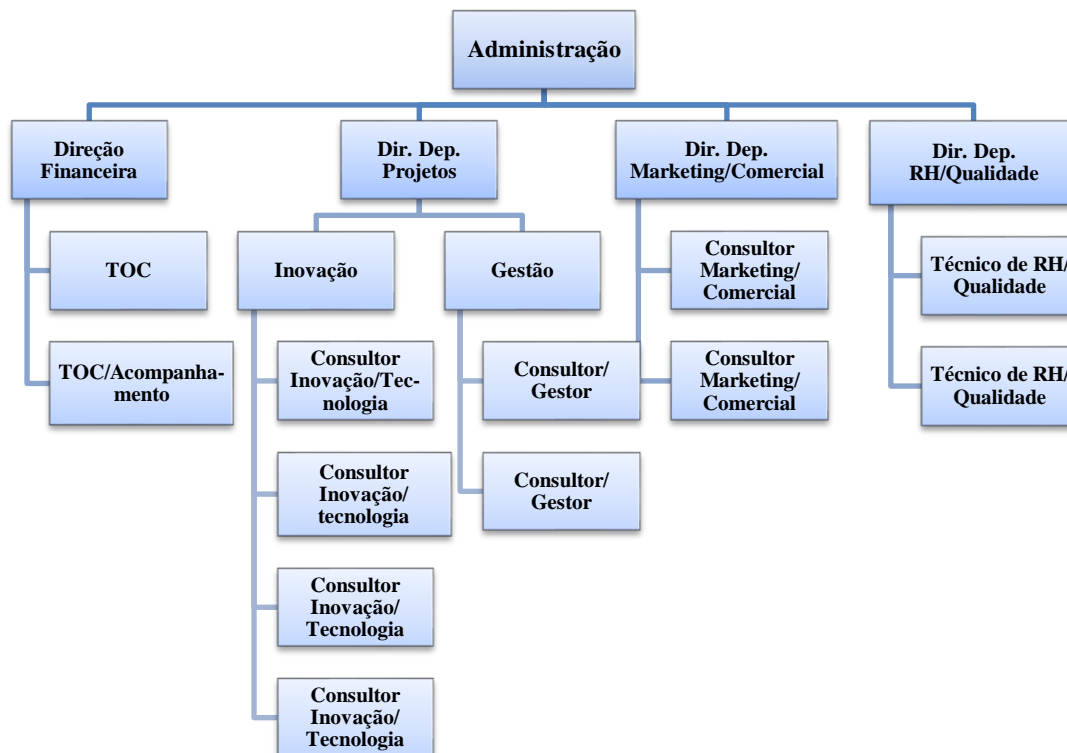 Administração
Direção
Financeira
Dir. Dep.
Projetos
Dir. Dep.
Marketing/Comercial
Dir. Dep.
RH/Qualidade
TOC
Inovação
Gestão
Consultor
Marketing/
Comercial
Técnico de RH/
Qualidade
TOC/Acompanha-
mento
Consultor
Inovação/Tec-
nologia
Consultor/
Gestor
Consultor
Marketing/
Comercial
Técnico de RH/
Qualidade
Consultor
Inovação/
tecnologia
Consultor/
Gestor
Consultor
Inovação/
Tecnologia
Consultor
Inovação/
Tecnologia